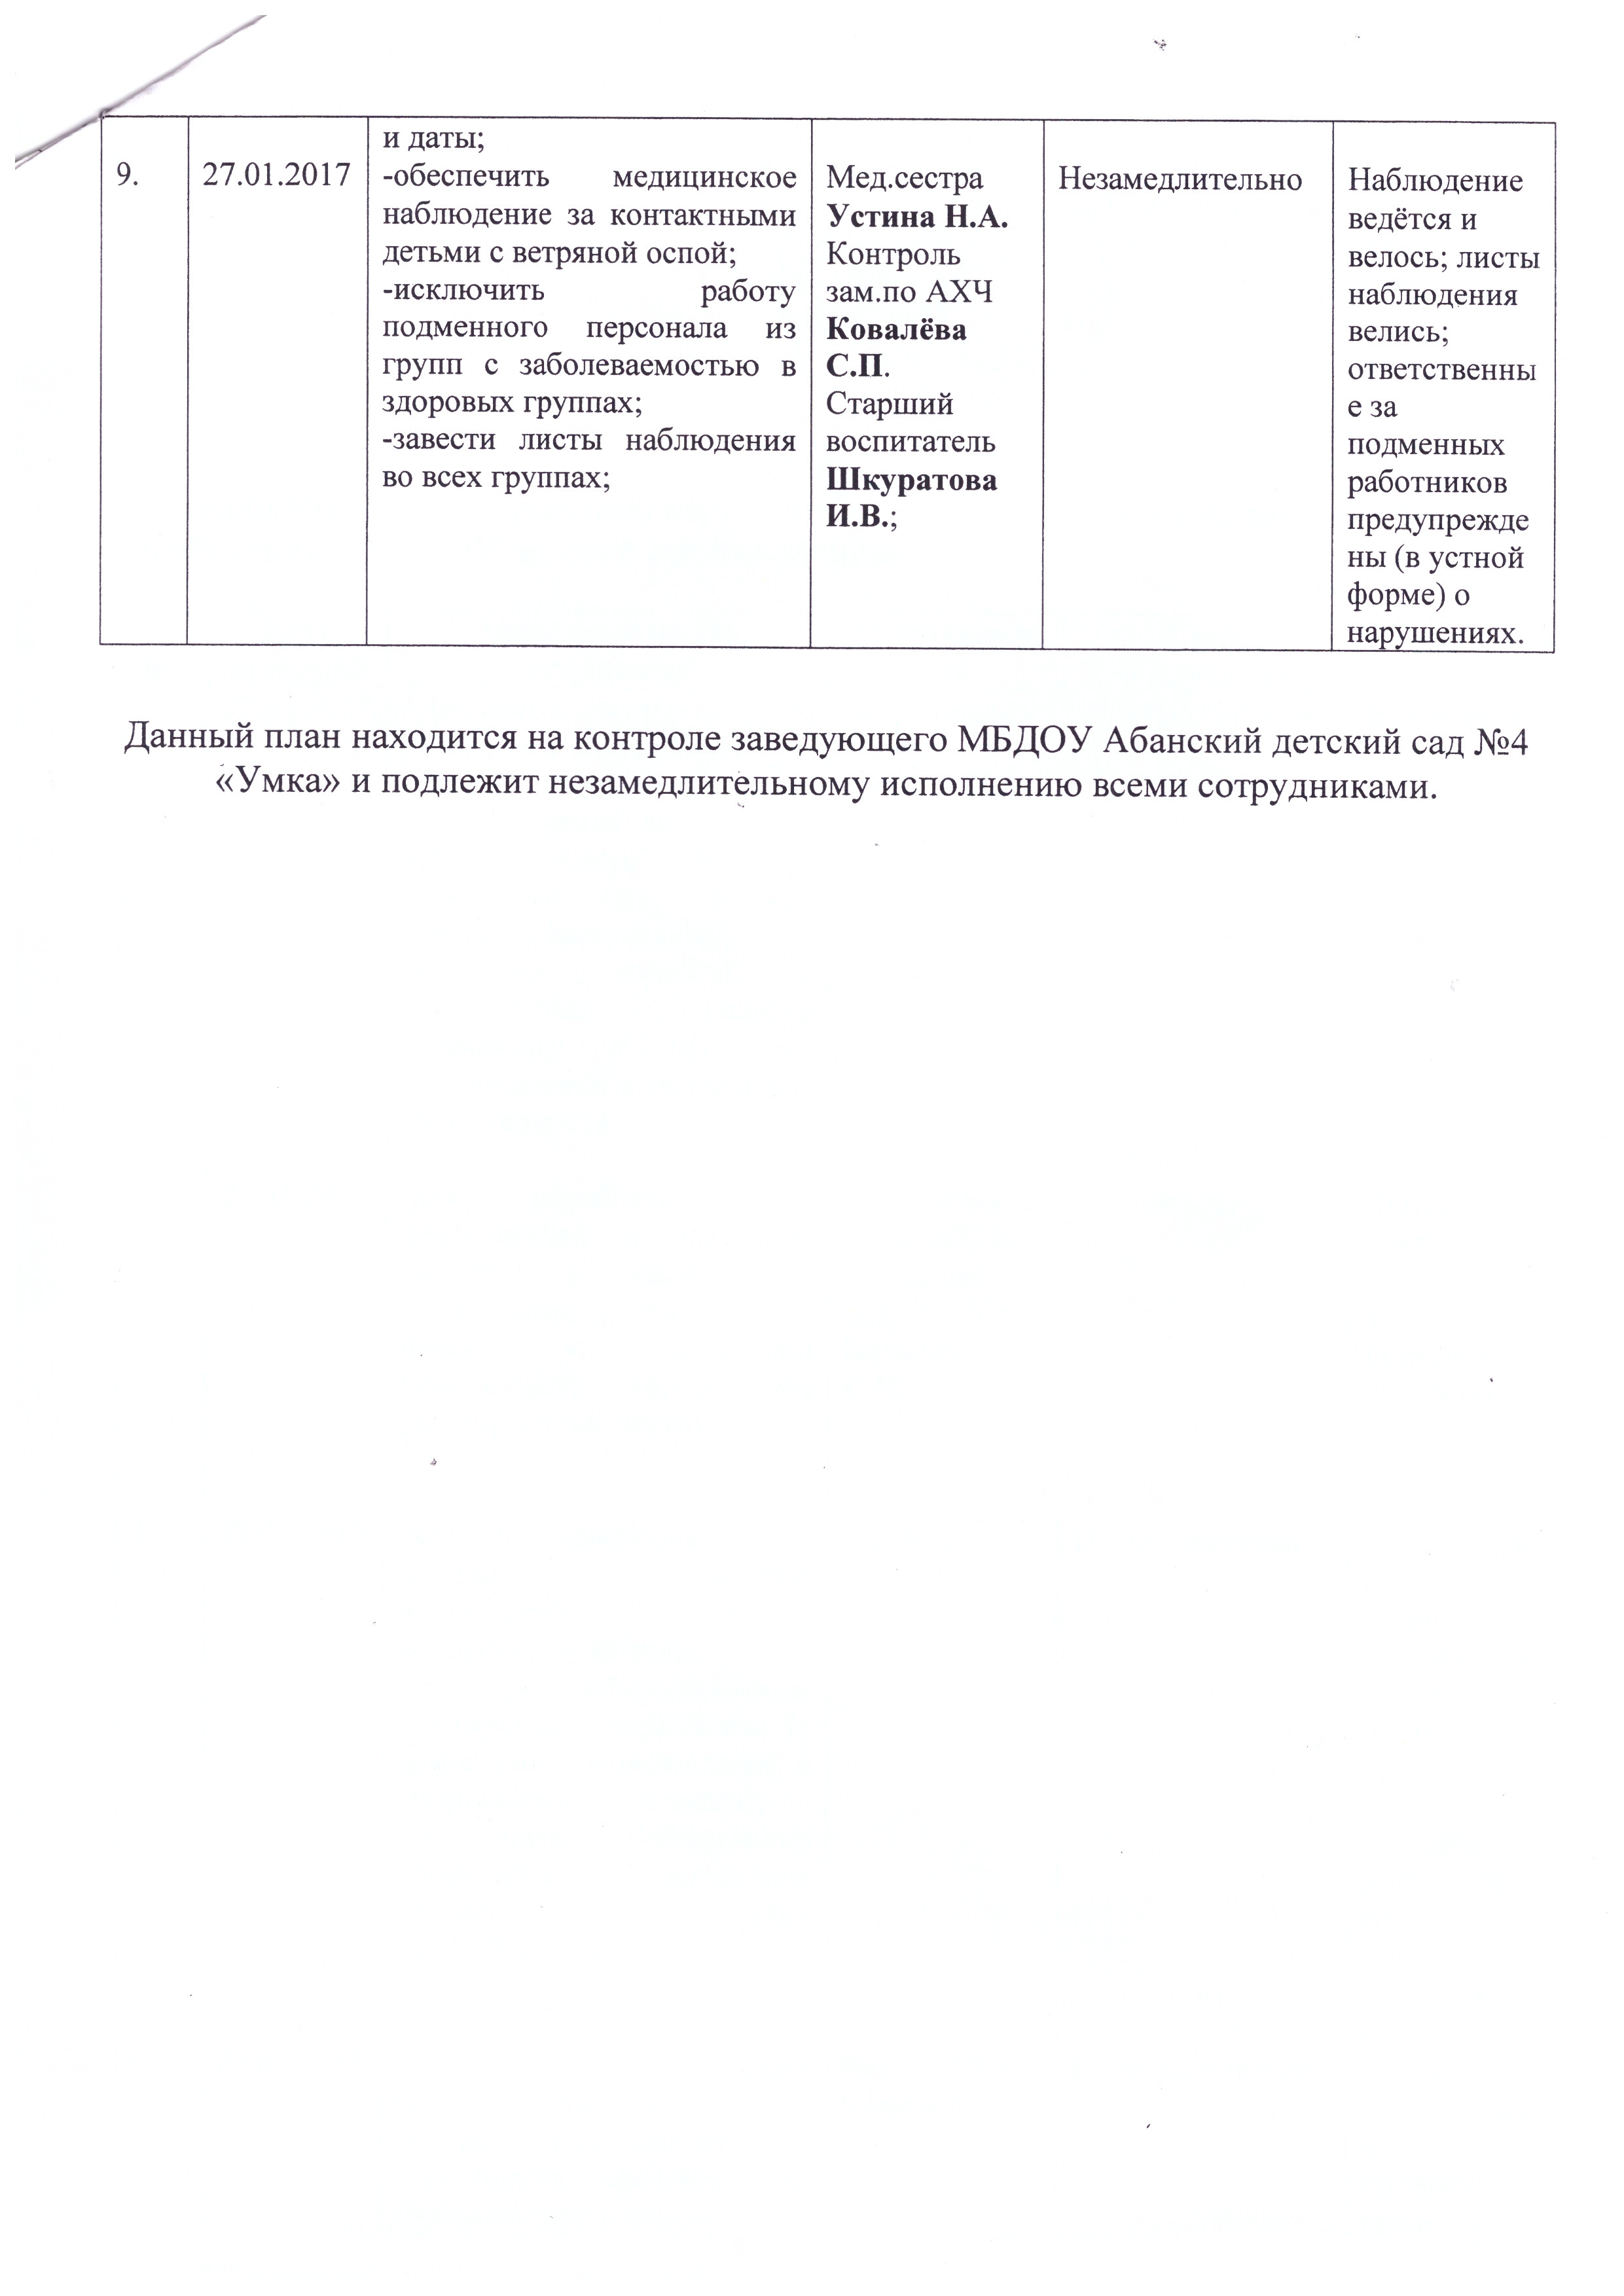 9.
27.01.2017
и даты;
-обеспечить медицинское
наблюдение за контактными
детьми с ветряной оспой;
-исключить работу
подменного персонала из
групп с заболеваемостью в
здоровых группах;
-завести листы наблюдения
во всех группах;
Мед.сестра
Устина Н.А.
Контроль
зам.по АХЧ
Ковалёва
С.П.
Старший
воспитатель
Шкуратова
И.В.;
Незамедлительно
Наблюдение
ведётся и
велось; листы
наблюдения
велись;
ответственны
е за
подменных
работников
предупрежде
ны (в устной
форме) о
нарушениях.
Данный план находится на контроле заведующего МБДОУ Абанский детский сад №4
«Умка» и подлежит незамедлительному исполнению всеми сотрудниками.